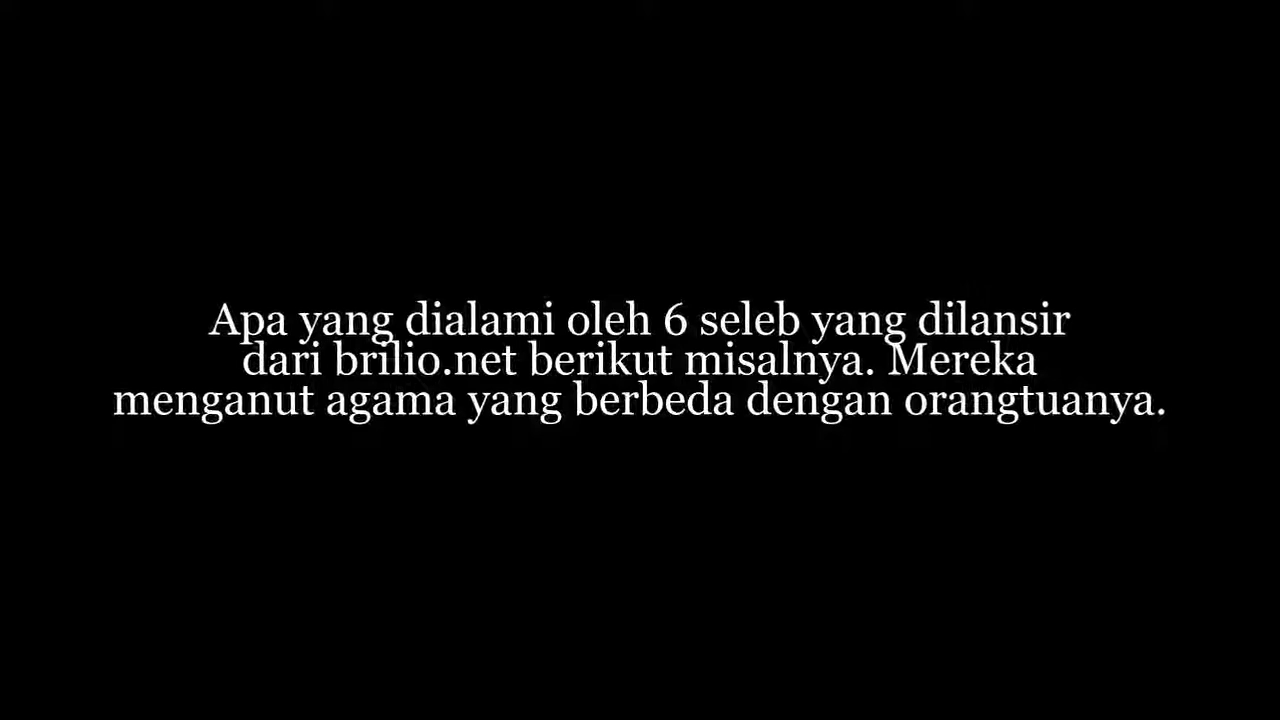 Apa yang dialami oleh 6 seleb yang dilansir
dari brilio.net berikut misalnya. Mereka
menganut agama yang berbeda dengan orangtuanya.